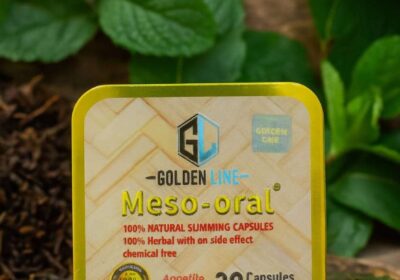 GL
-GOLDEN LINE-
GOLDEN
LINE
Meso-oral®
100% NATURAL SLIMMING CAPSULES
100% Herbal with on side effect
chemical free
Appetite
Capsules